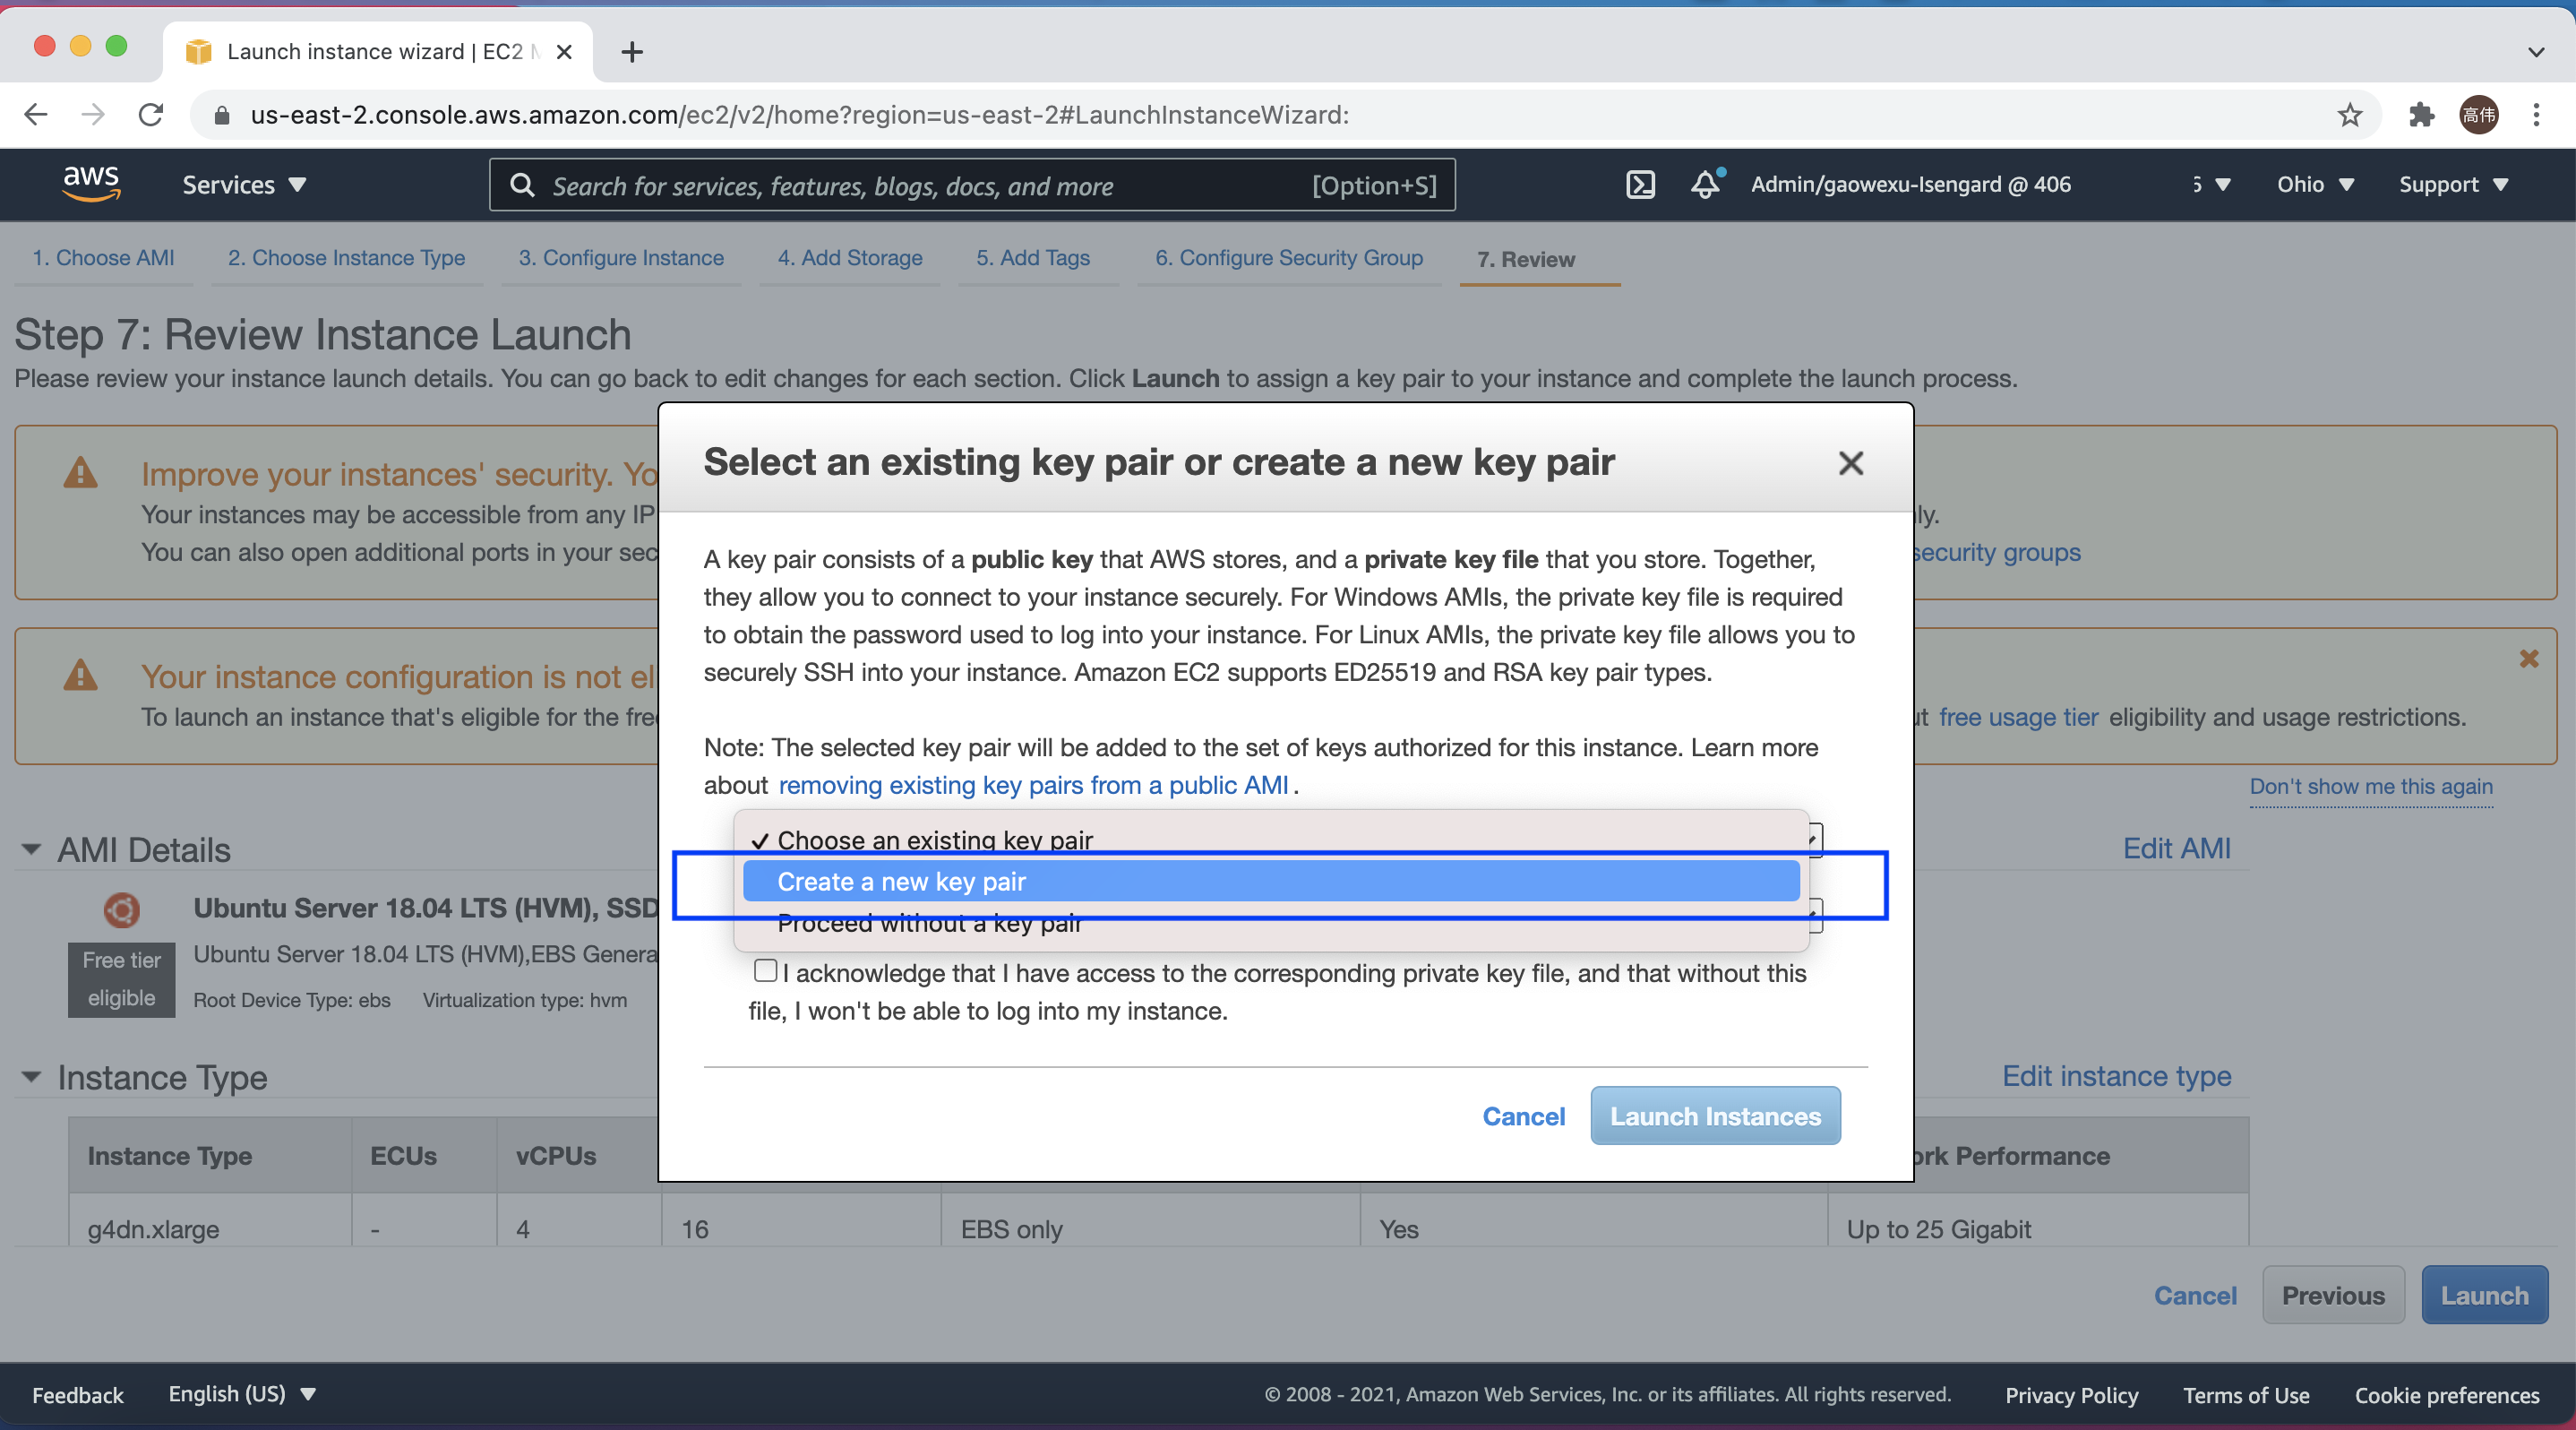 Launch instance wizard | EC2 M
us-east-2.console.aws.amazon.com/ec2/v2/home?region=us-east-2#LaunchInstanceWizard:
高伟
aws
Services
Search for services, features, blogs, docs, and more
[Option+S]
Admin/gaowexu-Isengard @ 406
Ohio
Support
1. Choose AMI
2. Choose Instance Type
3. Configure Instance
4. Add Storage
5. Add Tags
6. Configure Security Group
7. Review
Step 7: Review Instance Launch
Please review your instance launch details. You can go back to edit changes for each section. Click Launch to assign a key pair to your instance and complete the launch process.
Improve your instances' security. Yo
Your instances may be accessible from any IP
ly.
You can also open additional ports in your sec
security groups
Your instance configuration is not el
To launch an instance that's eligible for the fre
ut free usage tier eligibility and usage restrictions.
Don't show me this again
Select an existing key pair or create a new key pair
A key pair consists of a public key that AWS stores, and a private key file that you store. Together,
they allow you to connect to your instance securely. For Windows AMIs, the private key file is required
to obtain the password used to log into your instance. For Linux AMIs, the private key file allows you to
securely SSH into your instance. Amazon EC2 supports ED25519 and RSA key pair types.
Note: The selected key pair will be added to the set of keys authorized for this instance. Learn more
about removing existing key pairs from a public AMI .
Choose an existing key pair
Create a new key pair
Proceed without a key pair
I acknowledge that I have access to the corresponding private key file, and that without this
file, I won't be able to log into my instance.
Cancel
Launch Instances
AMI Details
Edit AMI
Ubuntu Server 18.04 LTS (HVM), SSD
Free tier
eligible
Ubuntu Server 18.04 LTS (HVM),EBS Genera
Root Device Type: ebs
Virtualization type: hvm
Instance Type
Edit instance type
Instance Type
ECUs
vCPUs
ork Performance
g4dn.xlarge
-
4
16
EBS only
Yes
Up to 25 Gigabit
Cancel
Previous
Launch
Feedback
English (US)
© 2008 - 2021, Amazon Web Services, Inc. or its affiliates. All rights reserved.
Privacy Policy
Terms of Use
Cookie preferences